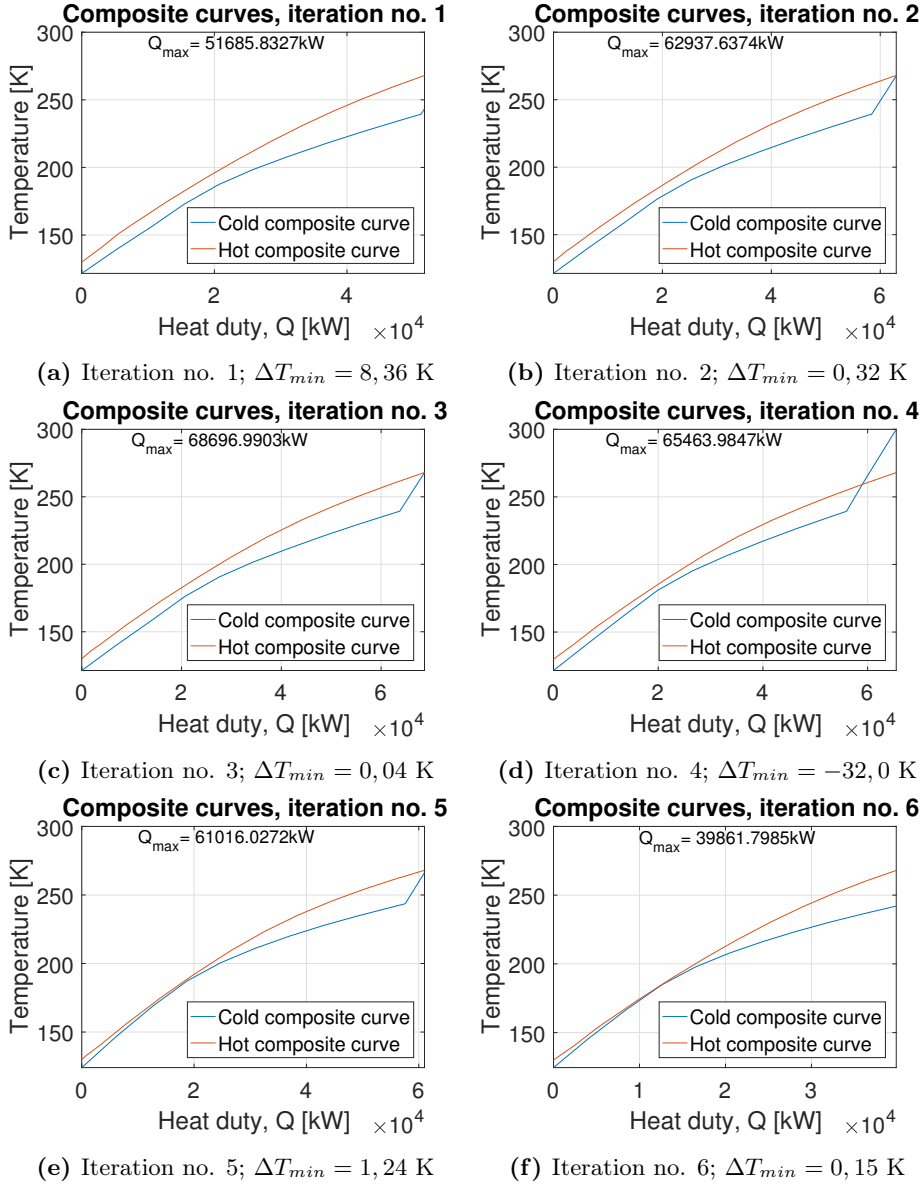 Composite curves, iteration no. 1
Q_max= 51685.8327kW
300
250
200
150
Temperature [K]
Cold composite curve
Hot composite curve
0 2 4
Heat duty, Q [kW] ×10^4
(a) Iteration no. 1; ΔT_min = 8, 36 K
Composite curves, iteration no. 2
Q_max= 62937.6374kW
300
250
200
150
Temperature [K]
Cold composite curve
Hot composite curve
0 2 4 6
Heat duty, Q [kW] ×10^4
(b) Iteration no. 2; ΔT_min = 0, 32 K
Composite curves, iteration no. 3
Q_max= 68696.9903kW
300
250
200
150
Temperature [K]
Cold composite curve
Hot composite curve
0 2 4 6
Heat duty, Q [kW] ×10^4
(c) Iteration no. 3; ΔT_min = 0, 04 K
Composite curves, iteration no. 4
Q_max= 65463.9847kW
300
250
200
150
Temperature [K]
Cold composite curve
Hot composite curve
0 2 4 6
Heat duty, Q [kW] ×10^4
(d) Iteration no. 4; ΔT_min = −32, 0 K
Composite curves, iteration no. 5
Q_max= 61016.0272kW
300
250
200
150
Temperature [K]
Cold composite curve
Hot composite curve
0 2 4 6
Heat duty, Q [kW] ×10^4
(e) Iteration no. 5; ΔT_min = 1, 24 K
Composite curves, iteration no. 6
Q_max= 39861.7985kW
300
250
200
150
Temperature [K]
Cold composite curve
Hot composite curve
0 1 2 3
Heat duty, Q [kW] ×10^4
(f) Iteration no. 6; ΔT_min = 0, 15 K